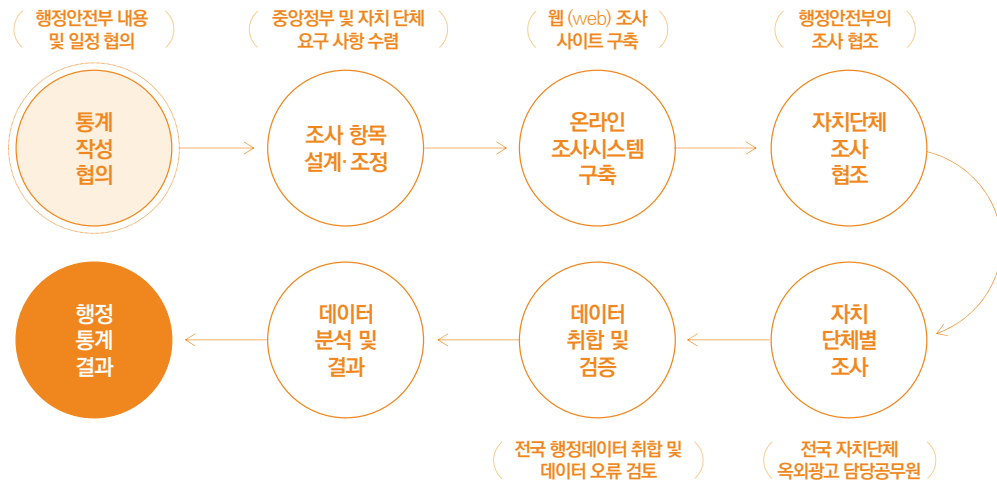 행정안전부 내용
및 일정 협의
중앙정부 및 자치 단체
요구 사항 수렴
웹 (web) 조사
사이트 구축
행정안전부의
조사 협조
통계
작성
협의
조사 항목
설계·조정
온라인
조사시스템
구축
자치단체
조사
협조
행정
통계
결과
데이터
분석 및
결과
데이터
취합 및
검증
자치
단체별
조사
전국 행정데이터 취합 및
데이터 오류 검토
전국 자치단체
옥외광고 담당공무원